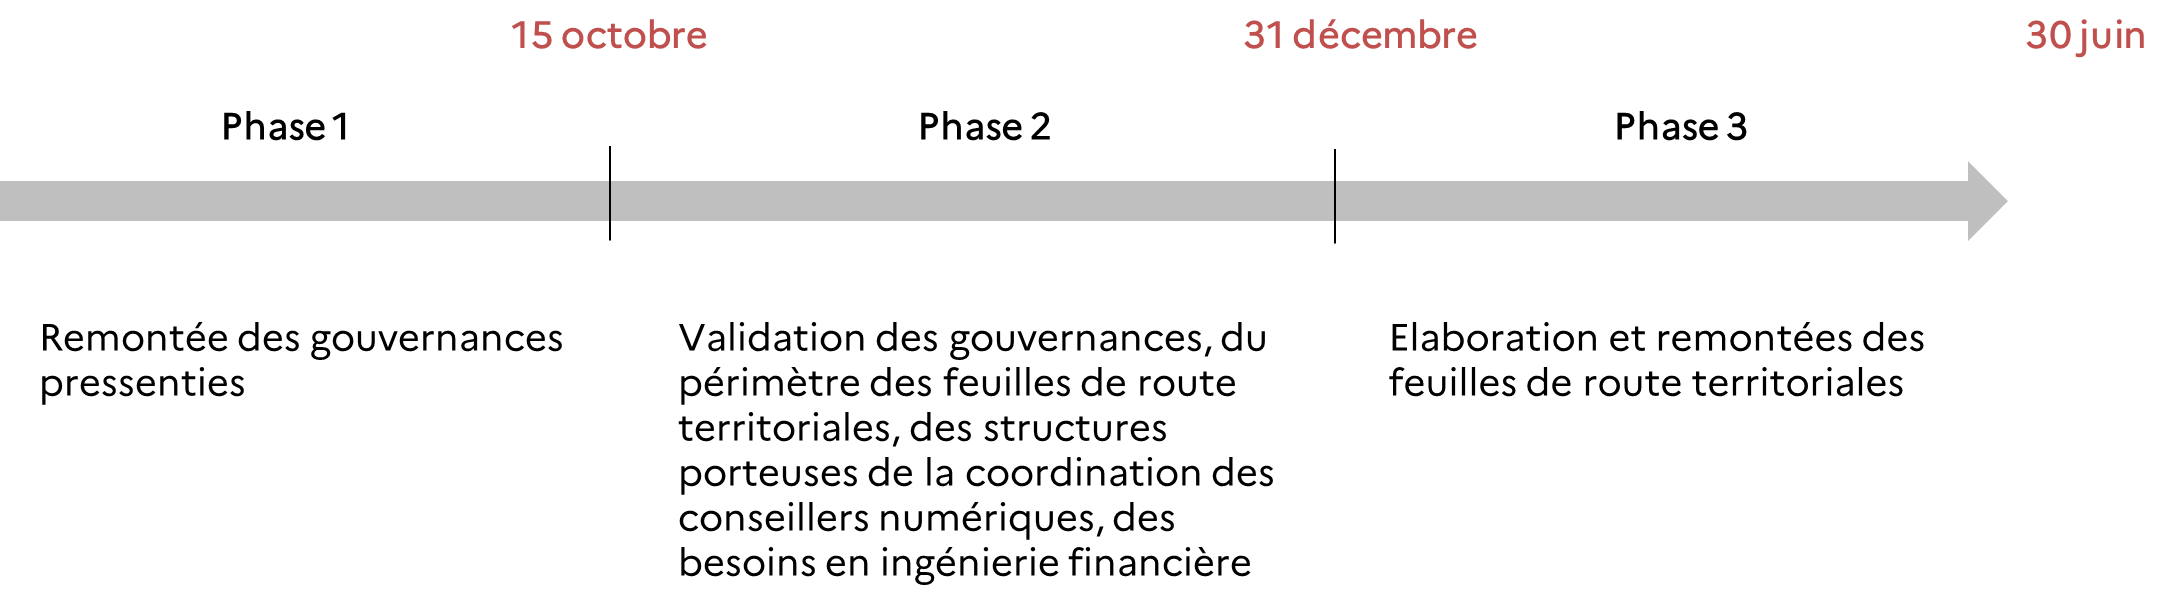 15 octobre
31 décembre
30 juin
Phase 1
Phase 2
Phase 3
Remontée des gouvernances
pressenties
Validation des gouvernances, du
périmètre des feuilles de route
territoriales, des structures
porteuses de la coordination des
conseillers numériques, des
besoins en ingénierie financière
Elaboration et remontées des
feuilles de route territoriales